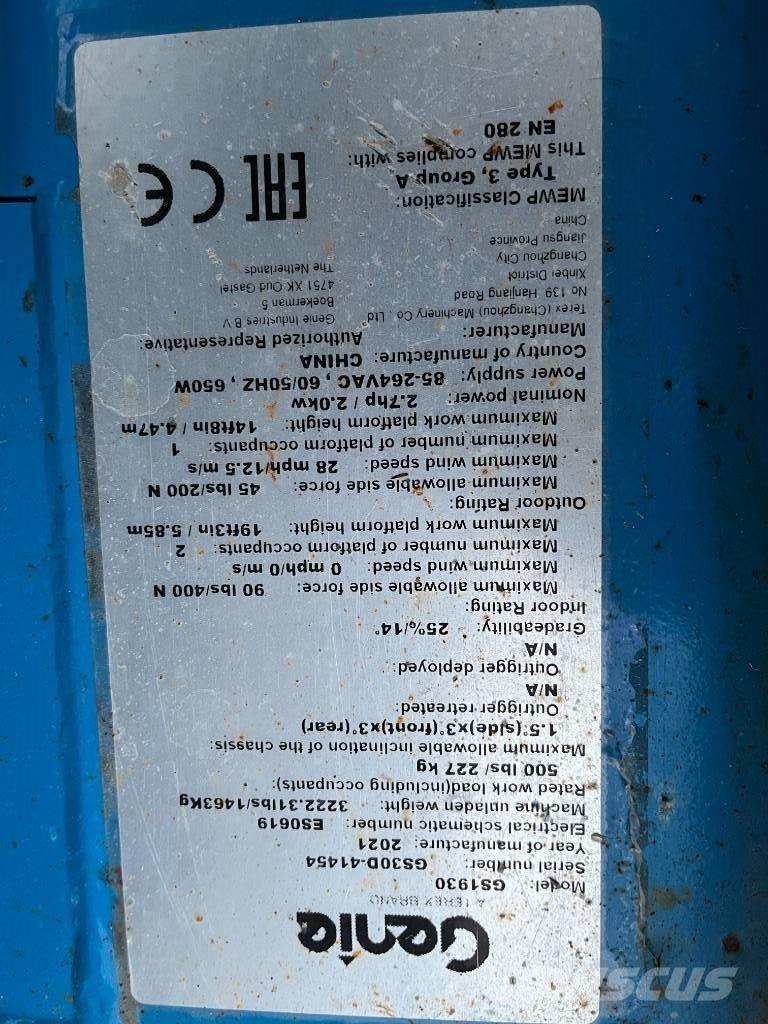 Genie
A TEREX BRAND
Model: GS1930
Serial number: GS30D-41454
Year of manufacture: 2021
Electrical schematic number: ES0619
Machine unladen weight: 3222.31lbs/1463Kg
Rated work load(including occupants):
500 lbs/ 227 kg
Maximum allowable inclination of the chassis:
1.5°(side)x3°(front)x3°(rear)
Outrigger retreated:
N/A
Outrigger deployed:
N/A
Gradeability: 25%/14°
Indoor Rating:
Maximum allowable side force: 90 lbs/400 N
Maximum wind speed: 0 mph/0 m/s
Maximum number of platform occupants: 2
Maximum work platform height: 19ft3in / 5.85m
Outdoor Rating:
Maximum allowable side force: 45 lbs/200 N
Maximum wind speed: 28 mph/12.5 m/s
Maximum number of platform occupants: 1
Maximum work platform height: 14ft8in / 4.47m
Nominal power: 2.7hp / 2.0kw
Power supply: 85-264VAC , 60/50HZ , 650W
Country of manufacture: CHINA
Manufacturer: Authorized Representative:
Terex (Changzhou) Machinery Co. Ltd Genie Industries B.V
No 139 Hanjiang Road Boekerman 5
Xinbei District 4751 XK Oud Gastel
Changzhou City The Netherlands
Jiangsu Province
China
MEWP Classification:
Type 3, Group A
This MEWP complies with:
EN 280
CE EAC